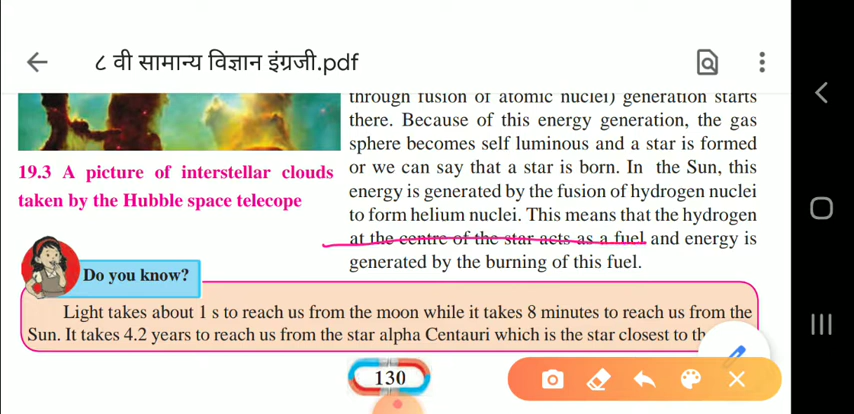 ८ वी सामान्य विज्ञान इंग्रजी.pdf
through fusion of atomic nuclei) generation starts
there. Because of this energy generation, the gas
sphere becomes self luminous and a star is formed
or we can say that a star is born. In the Sun, this
energy is generated by the fusion of hydrogen nuclei
to form helium nuclei. This means that the hydrogen
at the centre of the star acts as a fuel and energy is
generated by the burning of this fuel.
19.3 A picture of interstellar clouds
taken by the Hubble space telecope
Do you know?
Light takes about 1 s to reach us from the moon while it takes 8 minutes to reach us from the
Sun. It takes 4.2 years to reach us from the star alpha Centauri which is the star closest to
130